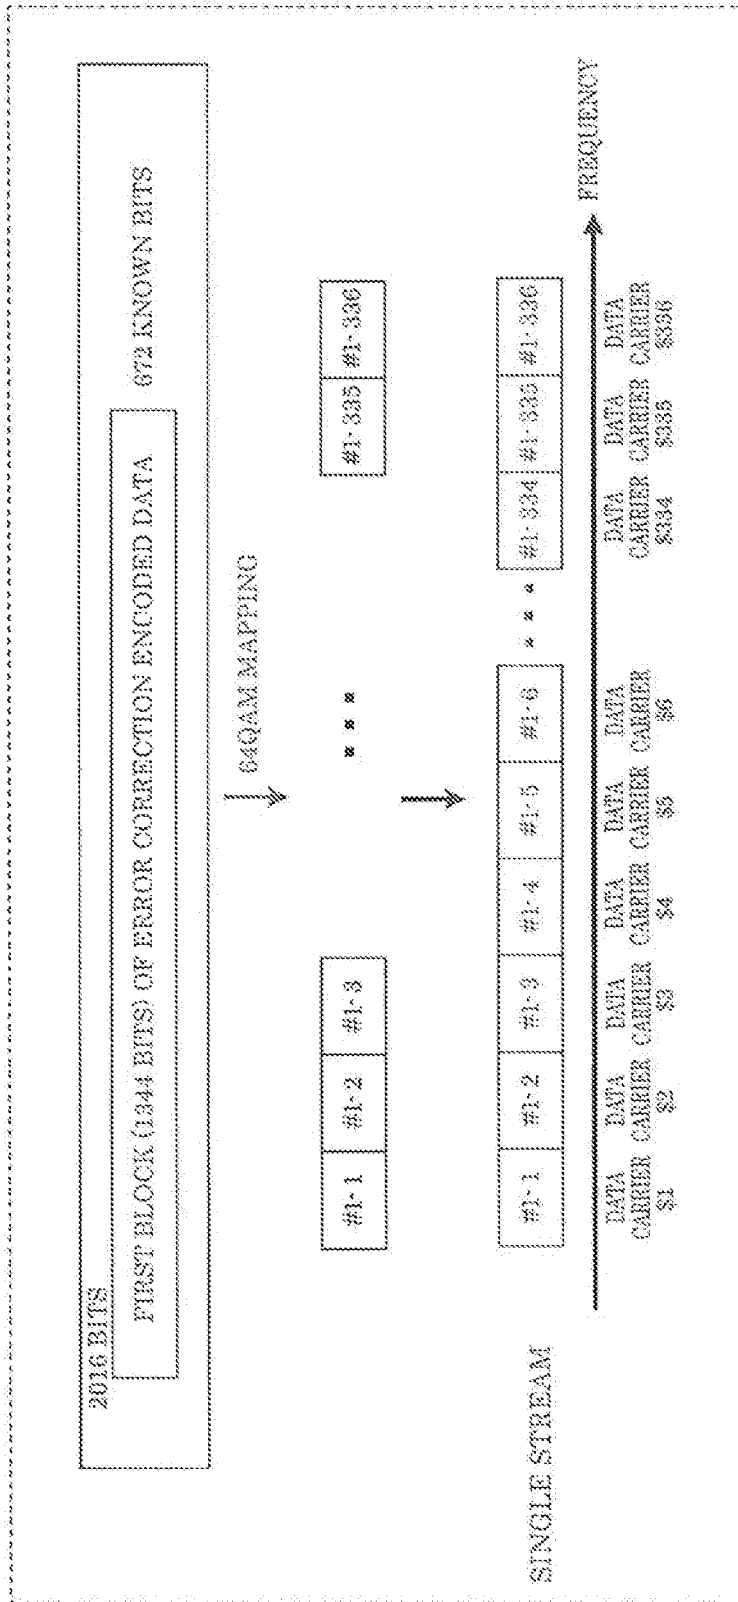 2016 BITS
FIRST BLOCK (1344 BITS) OF ERROR CORRECTION ENCODED DATA
672 KNOWN BITS
64QAM MAPPING
#1-1 #1-2 #1-3 #1-335 #1-336
SINGLE STREAM
#1-1 #1-2 #1-3 #1-4 #1-5 #1-6 #1-334 #1-335 #1-336
FREQUENCY
DATA DATA DATA DATA DATA DATA DATA DATA DATA
CARRIER CARRIER CARRIER CARRIER CARRIER CARRIER CARRIER CARRIER CARRIER
$1 $2 $3 $4 $5 $6 $334 $335 $336